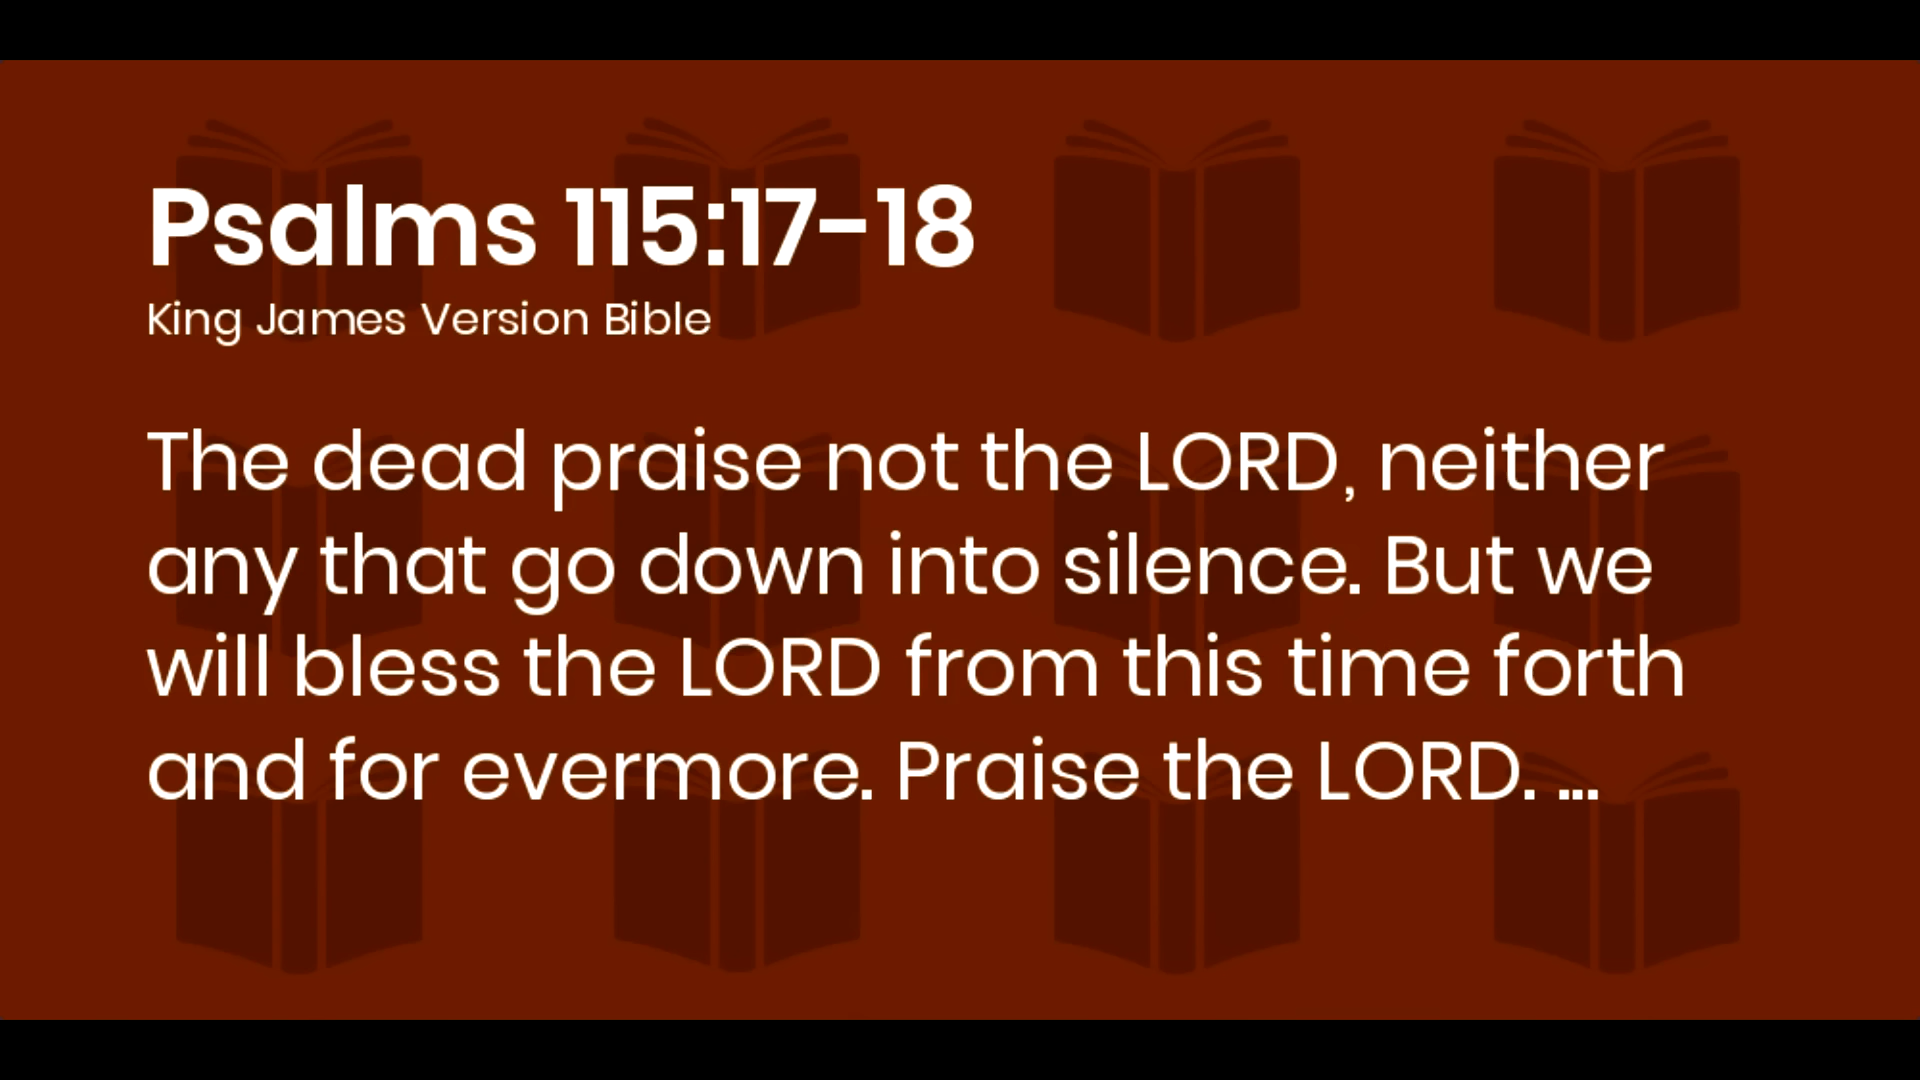 Psalms 115:17-18
King James Version Bible
The dead praise not the LORD, neither
any that go down into silence. But we
will bless the LORD from this time forth
and for evermore. Praise the LORD. ...